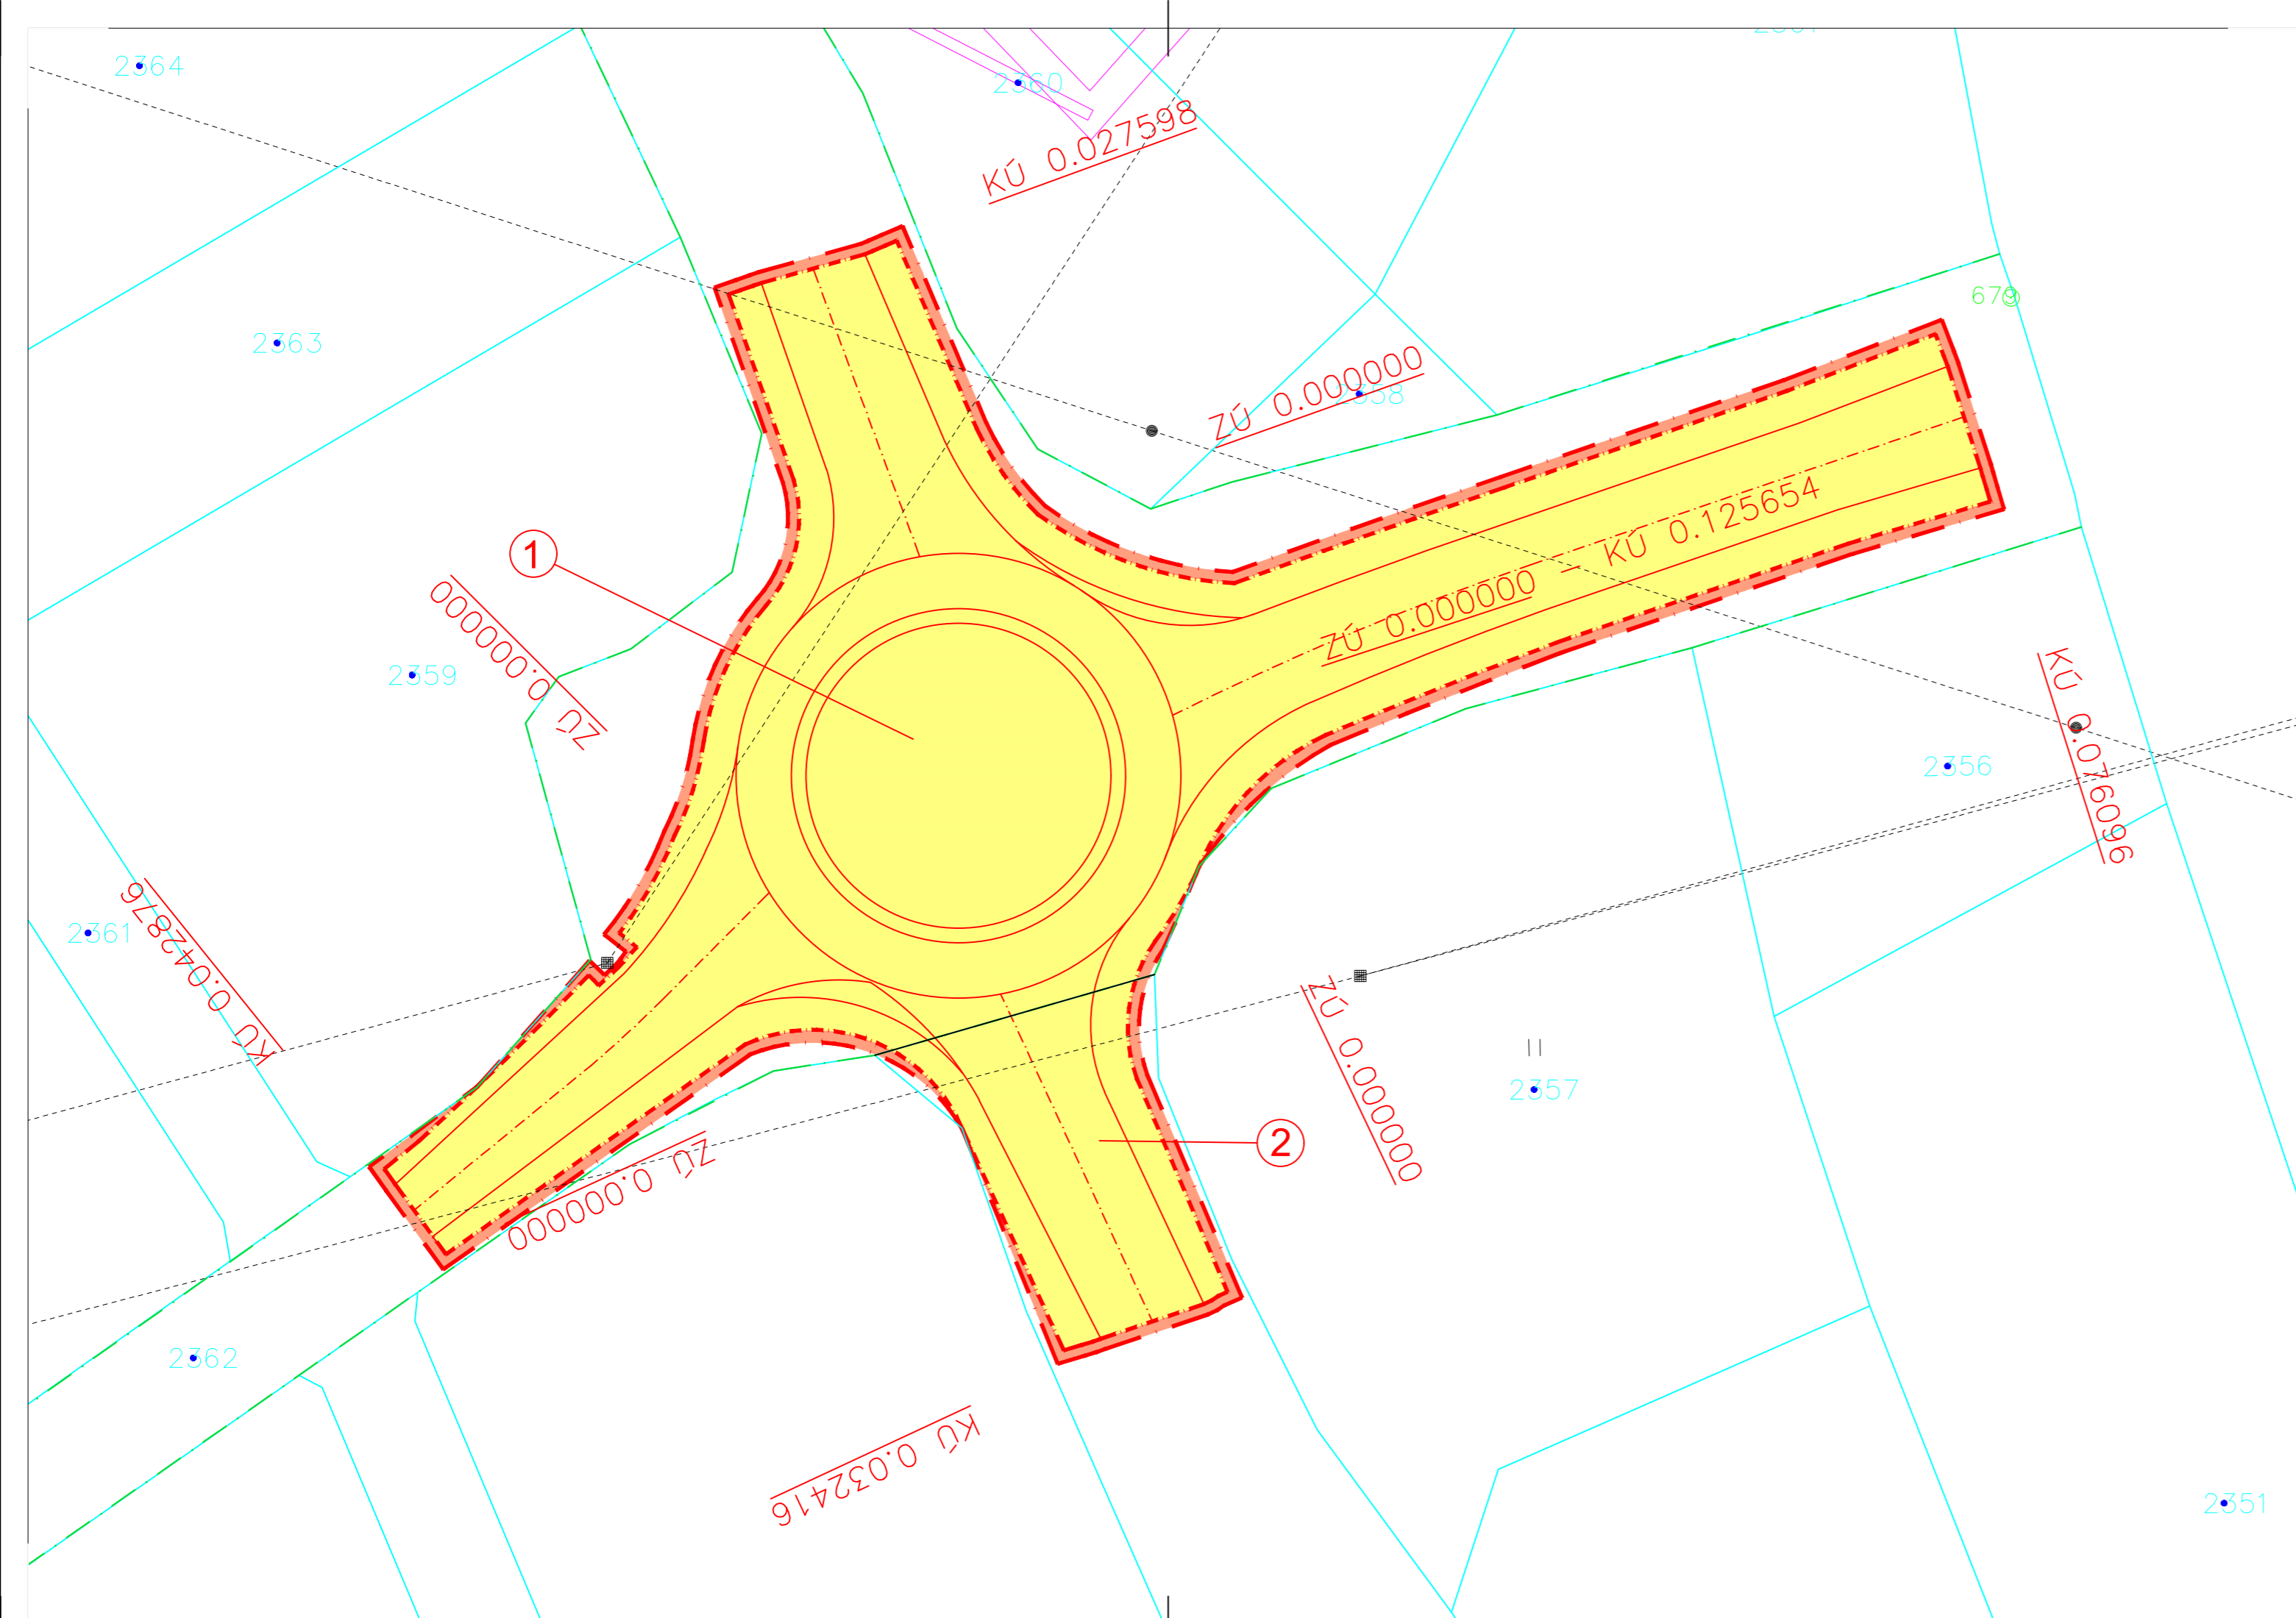 2364
2360
KÚ 0.027598
679
2363
ZÚ 0.000000
2358
KÚ 0.125654
ZÚ 0.000000 –
1
ZÚ 0.000000
2359
KÚ 0.076096
2356
KÚ 0.042876
2361
ZÚ 0.000000
2357
2
ZÚ 0.000000
2362
KÚ 0.032416
2351